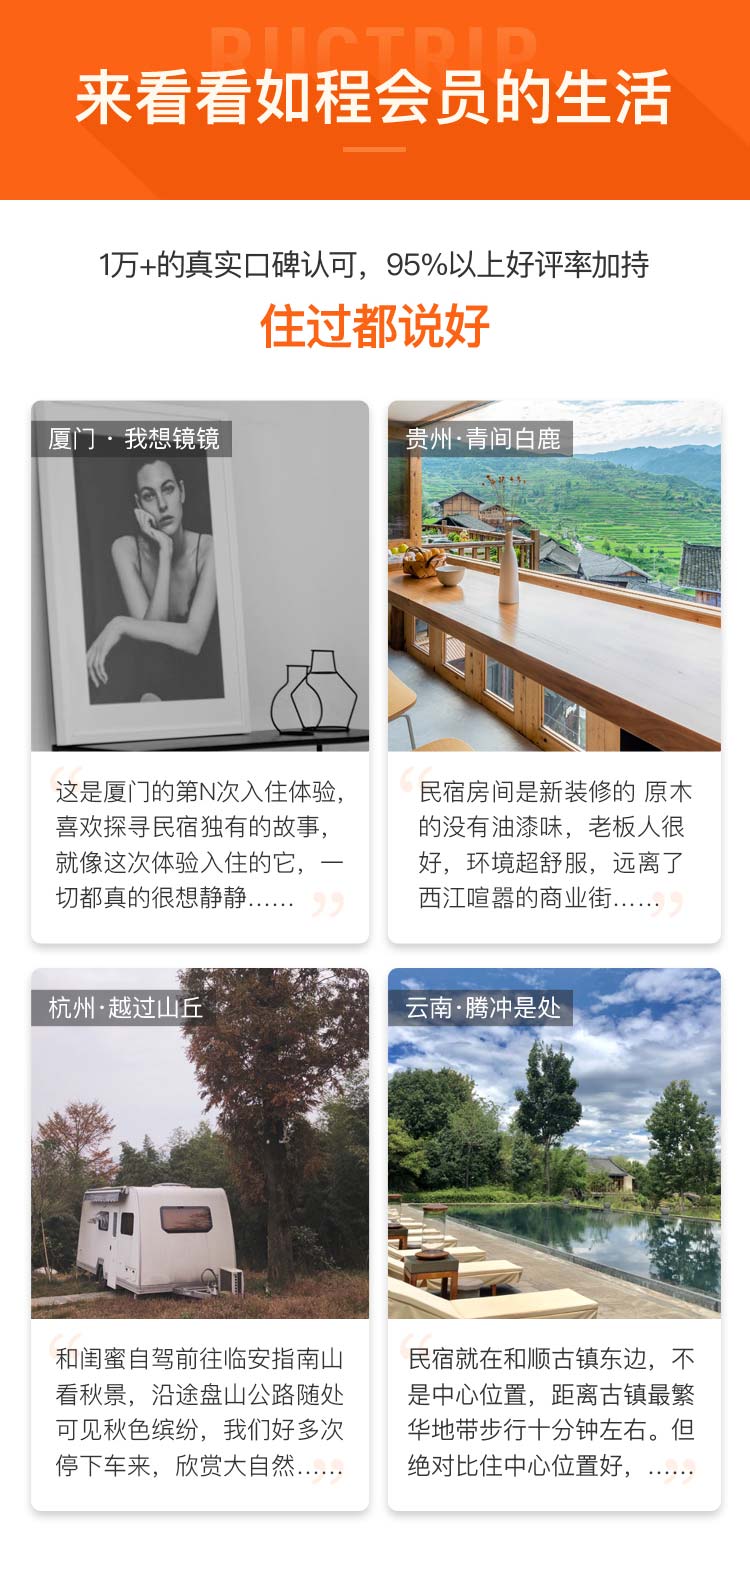 RUCTRIP
来看看如程会员的生活
1万+的真实口碑认可，95%以上好评率加持
住过都说好
厦门 · 我想镜镜
这是厦门的第N次入住体验，
喜欢探寻民宿独有的故事，
就像这次体验入住的它，一
切都真的很想静静……
贵州·青间白鹿
民宿房间是新装修的 原木
的没有油漆味，老板人很
好，环境超舒服，远离了
西江喧嚣的商业街……
杭州·越过山丘
和闺蜜自驾前往临安指南山
看秋景，沿途盘山公路随处
可见秋色缤纷，我们好多次
停下车来，欣赏大自然……
云南·腾冲是处
民宿就在和顺古镇东边，不
是中心位置，距离古镇最繁
华地带步行十分钟左右。但
绝对比住中心位置好，……